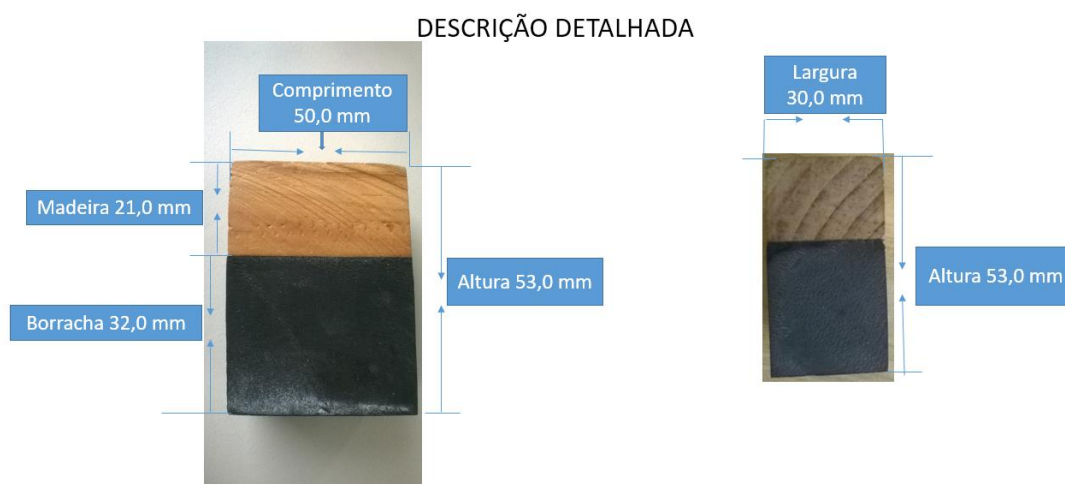 DESCRIÇÃO DETALHADA
Comprimento
50,0 mm
Largura
30,0 mm
Madeira 21,0 mm
Altura 53,0 mm
Altura 53,0 mm
Borracha 32,0 mm